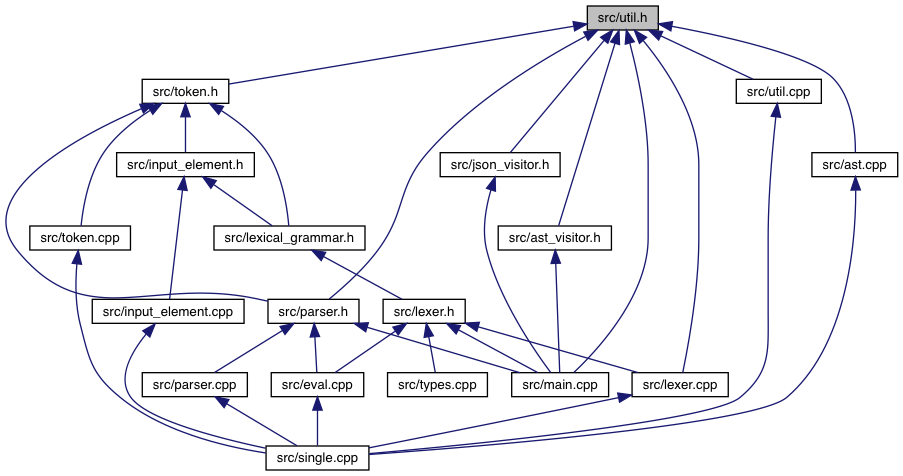 src/util.h
src/token.h
src/util.cpp
src/input_element.h
src/json_visitor.h
src/ast.cpp
src/token.cpp
src/lexical_grammar.h
src/ast_visitor.h
src/input_element.cpp
src/parser.h
src/lexer.h
src/parser.cpp
src/eval.cpp
src/types.cpp
src/main.cpp
src/lexer.cpp
src/single.cpp